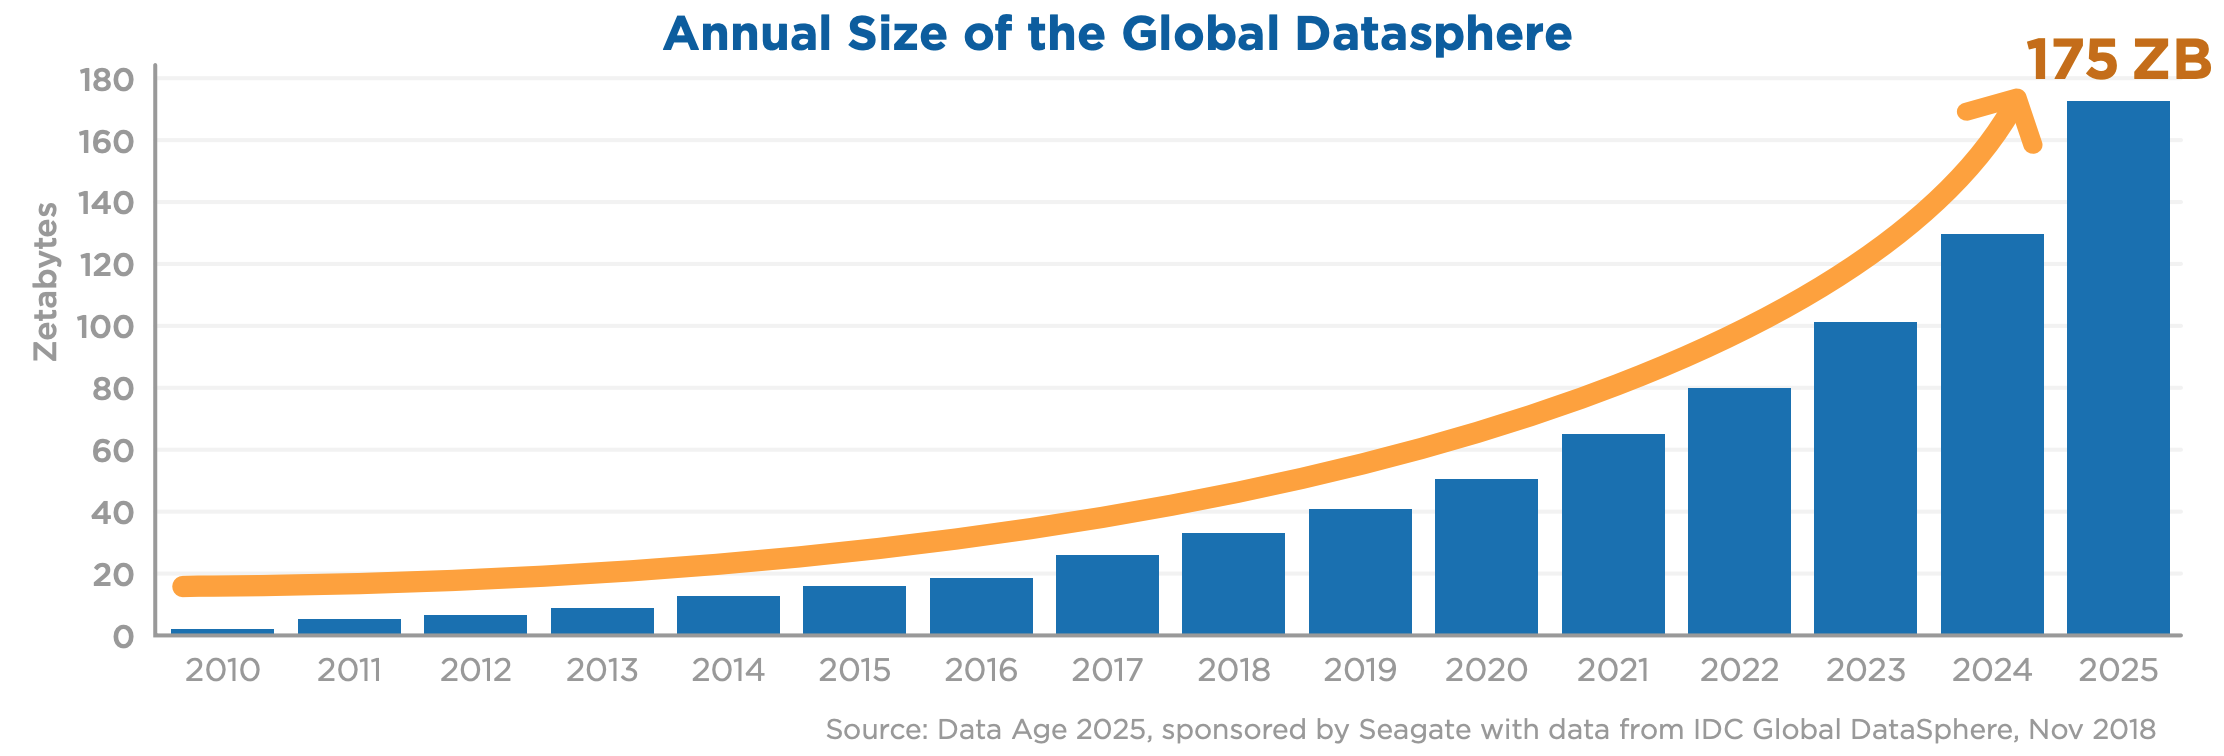 Annual Size of the Global Datasphere
175 ZB
Zetabytes
180
160
140
120
100
80
60
40
20
0
2010 2011 2012 2013 2014 2015 2016 2017 2018 2019 2020 2021 2022 2023 2024 2025
Source: Data Age 2025, sponsored by Seagate with data from IDC Global DataSphere, Nov 2018